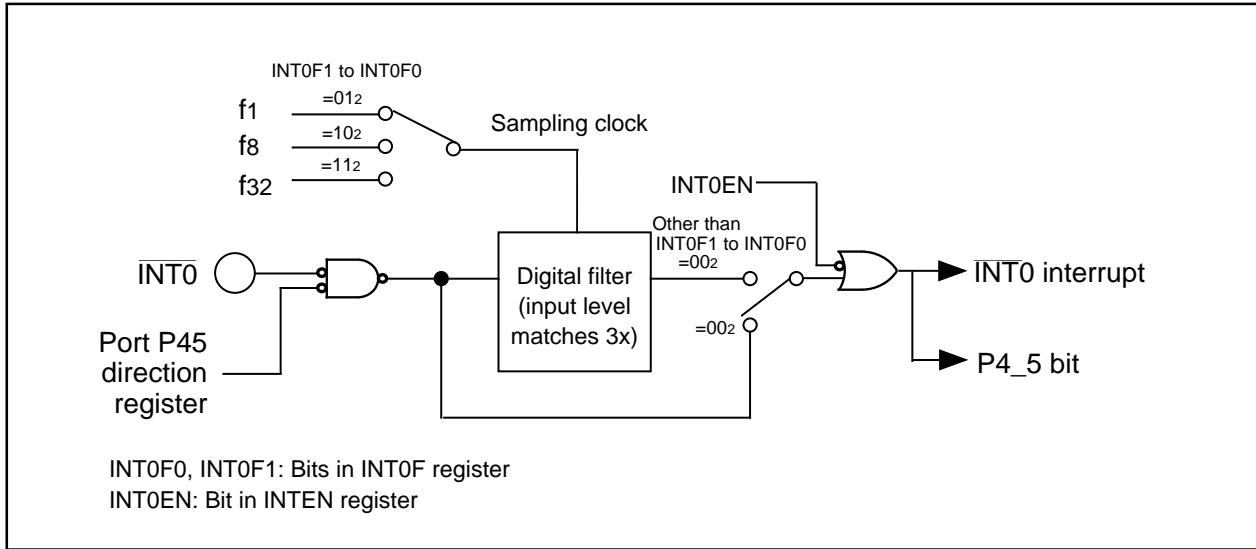 INT0F1 to INT0F0
f1
=012
f8
=102
f32
=112
Sampling clock
INT0EN
Other than
INT0F1 to INT0F0
=002
INT0
Digital filter
(input level
matches 3x)
=002
INT0 interrupt
Port P45
direction
register
P4_5 bit
INT0F0, INT0F1: Bits in INT0F register
INT0EN: Bit in INTEN register